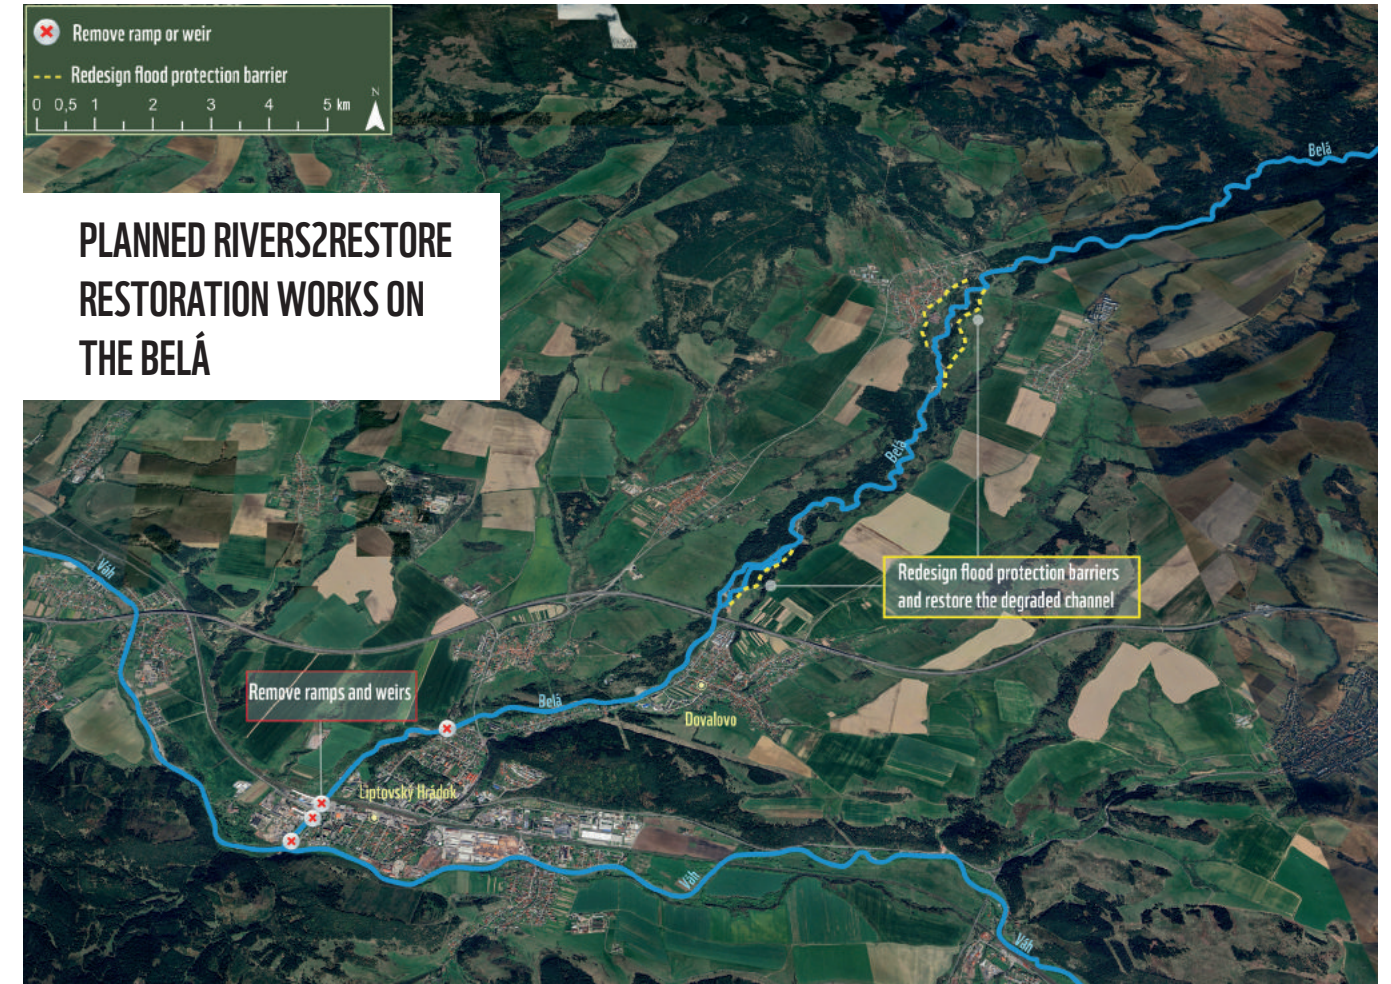 Remove ramp or weir
Redesign flood protection barrier
0 0,5 1 2 3 4 5 km
N
PLANNED RIVERS2RESTORE
RESTORATION WORKS ON
THE BELÁ
Belá
Belá
Redesign flood protection barriers
and restore the degraded channel
Váh
Remove ramps and weirs
Belá
Dovalovo
Liptovský Hrádok
Váh
Váh